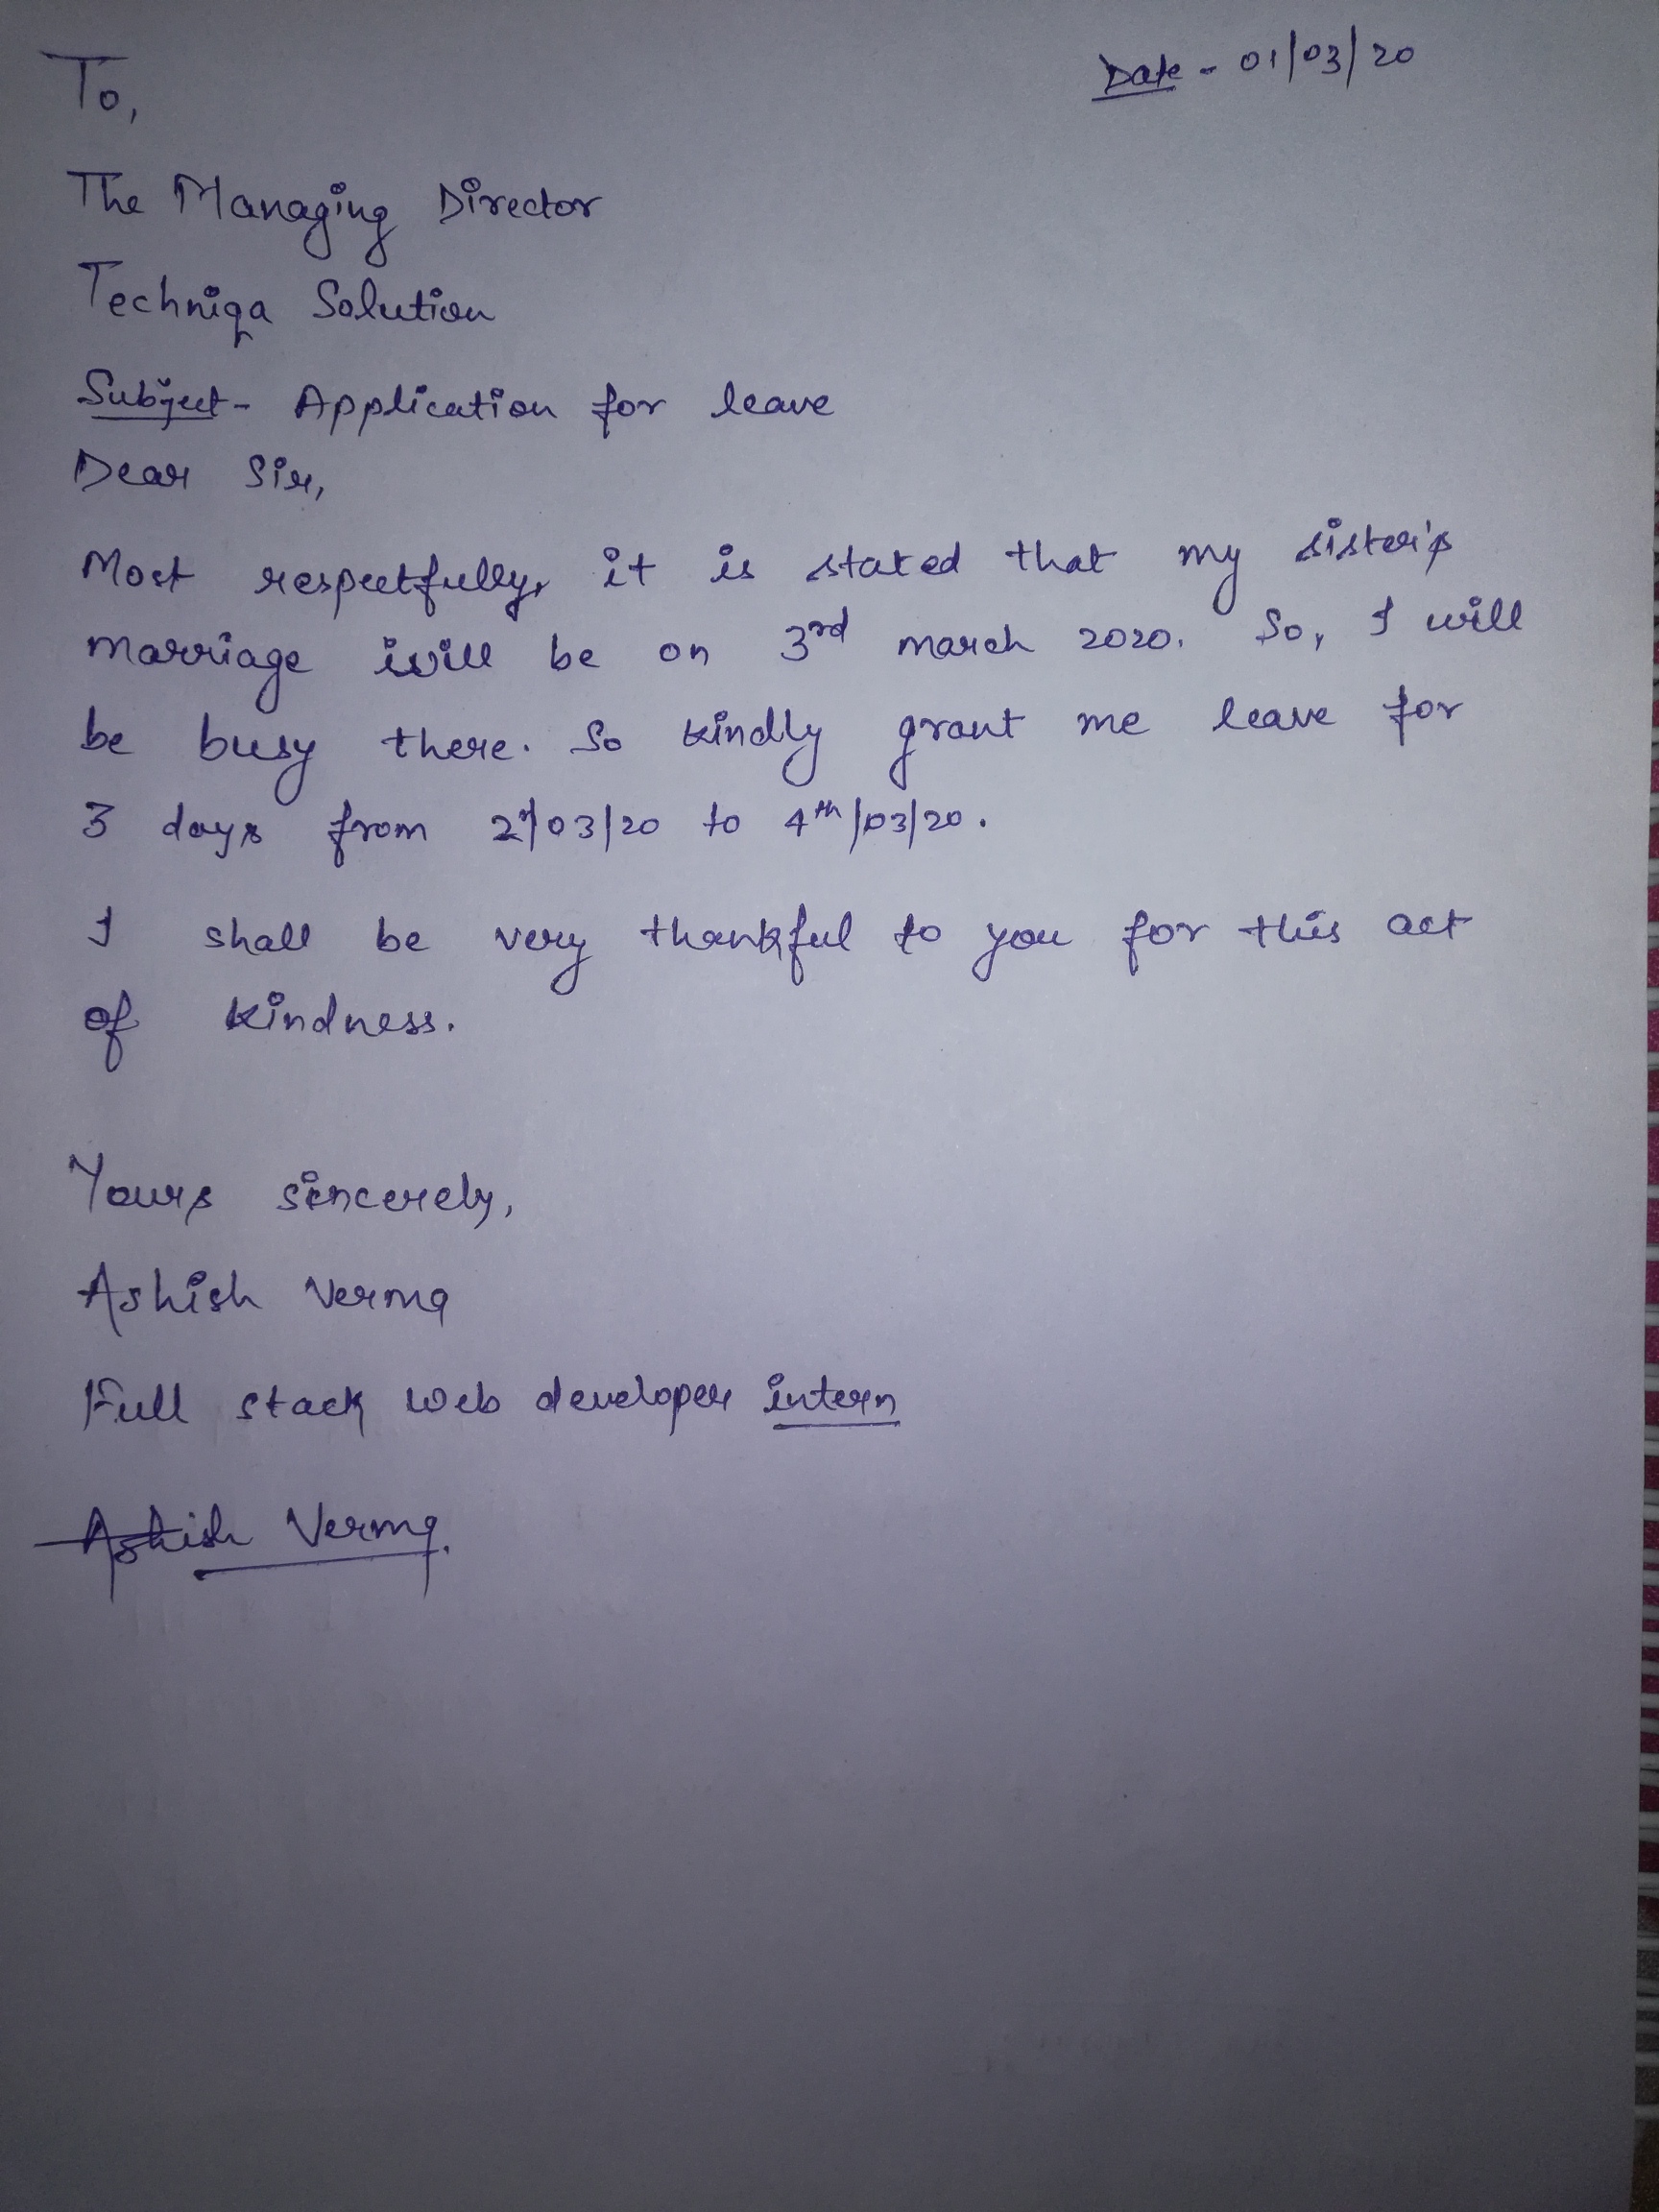 To,
Date - 01/03/20
The Managing Director
Techniqa Solution
Subject - Application for leave
Dear Sir,
Most respectfully, it is stated that my sister's
marriage will be on 3rd march 2020. So, I will
be busy there. So kindly grant me leave for
3 days from 2/03/20 to 4th/03/20.
I shall be very thankful to you for this act
of kindness.
Yours sincerely,
Ashish Verma
Full stack web developer intern
Ashish Verma.